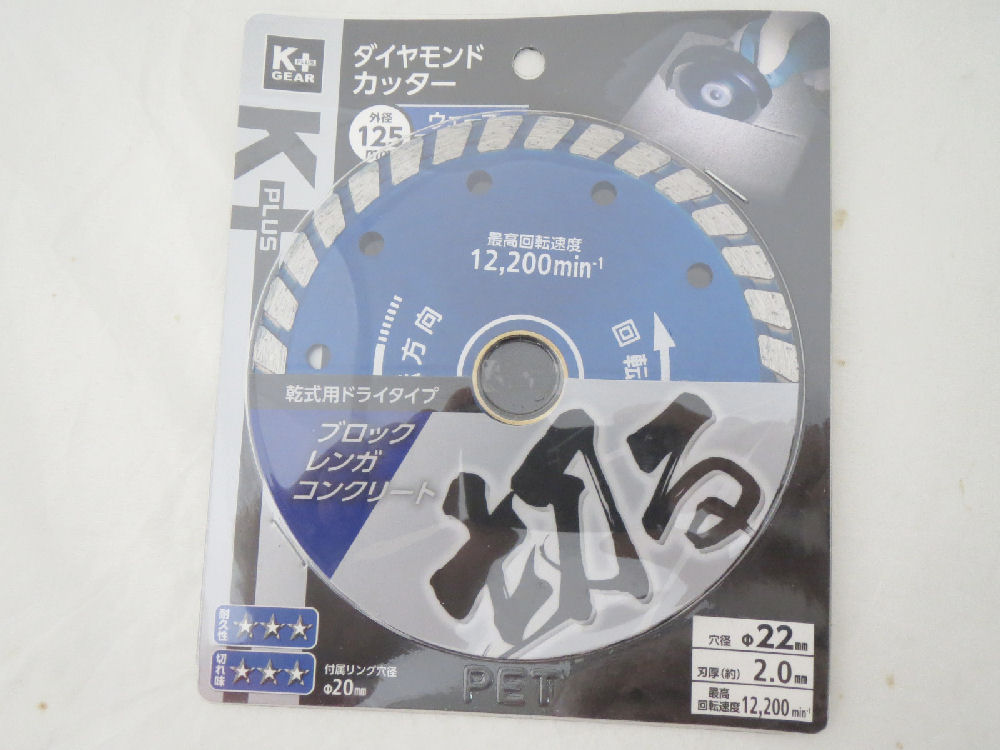 K+
PLUS
GEAR
ダイヤモンド
カッター
外径
125
mm
K+
PLUS
最高回転速度
12,200min-1
方向
回転
乾式用ドライタイプ
ブロック
レンガ
コンクリート
切る
耐久性 ★★★
切れ味 ★★★
付属リング穴径
Φ20mm
PET
穴径 Φ22mm
刃厚(約) 2.0mm
最高
回転速度 12,200min-1